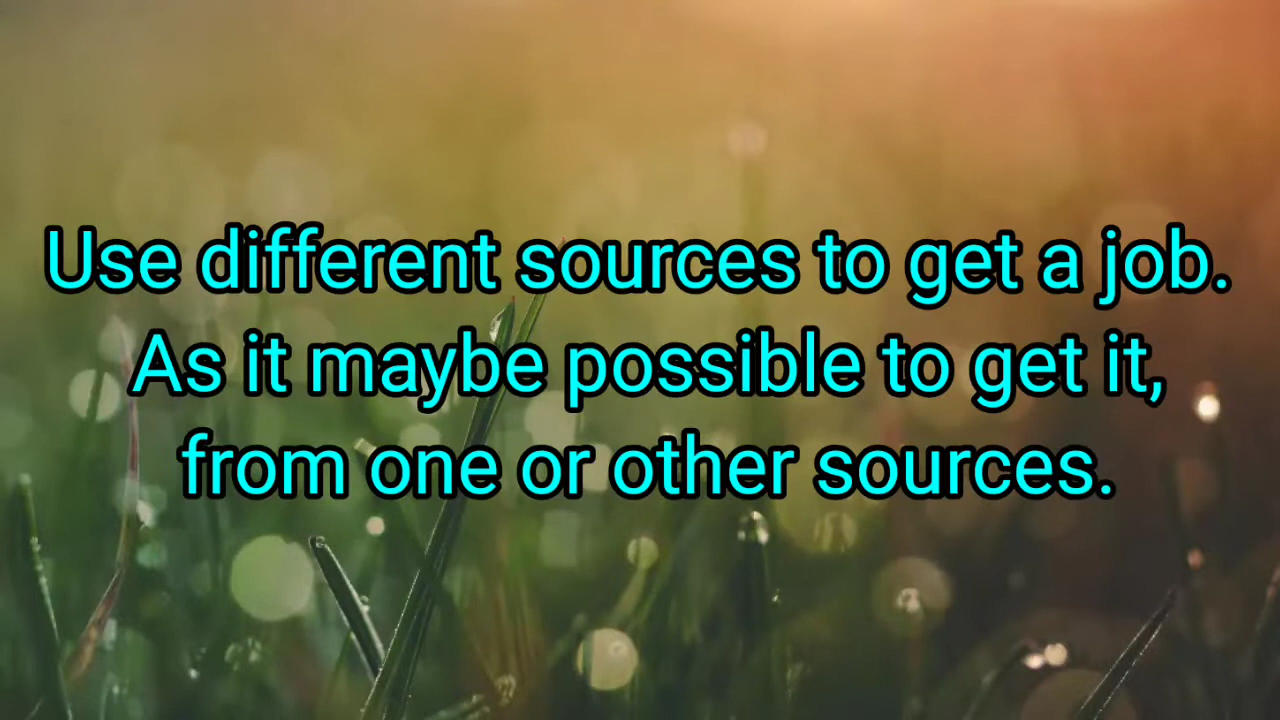 Use different sources to get a job.
As it maybe possible to get it,
from one or other sources.